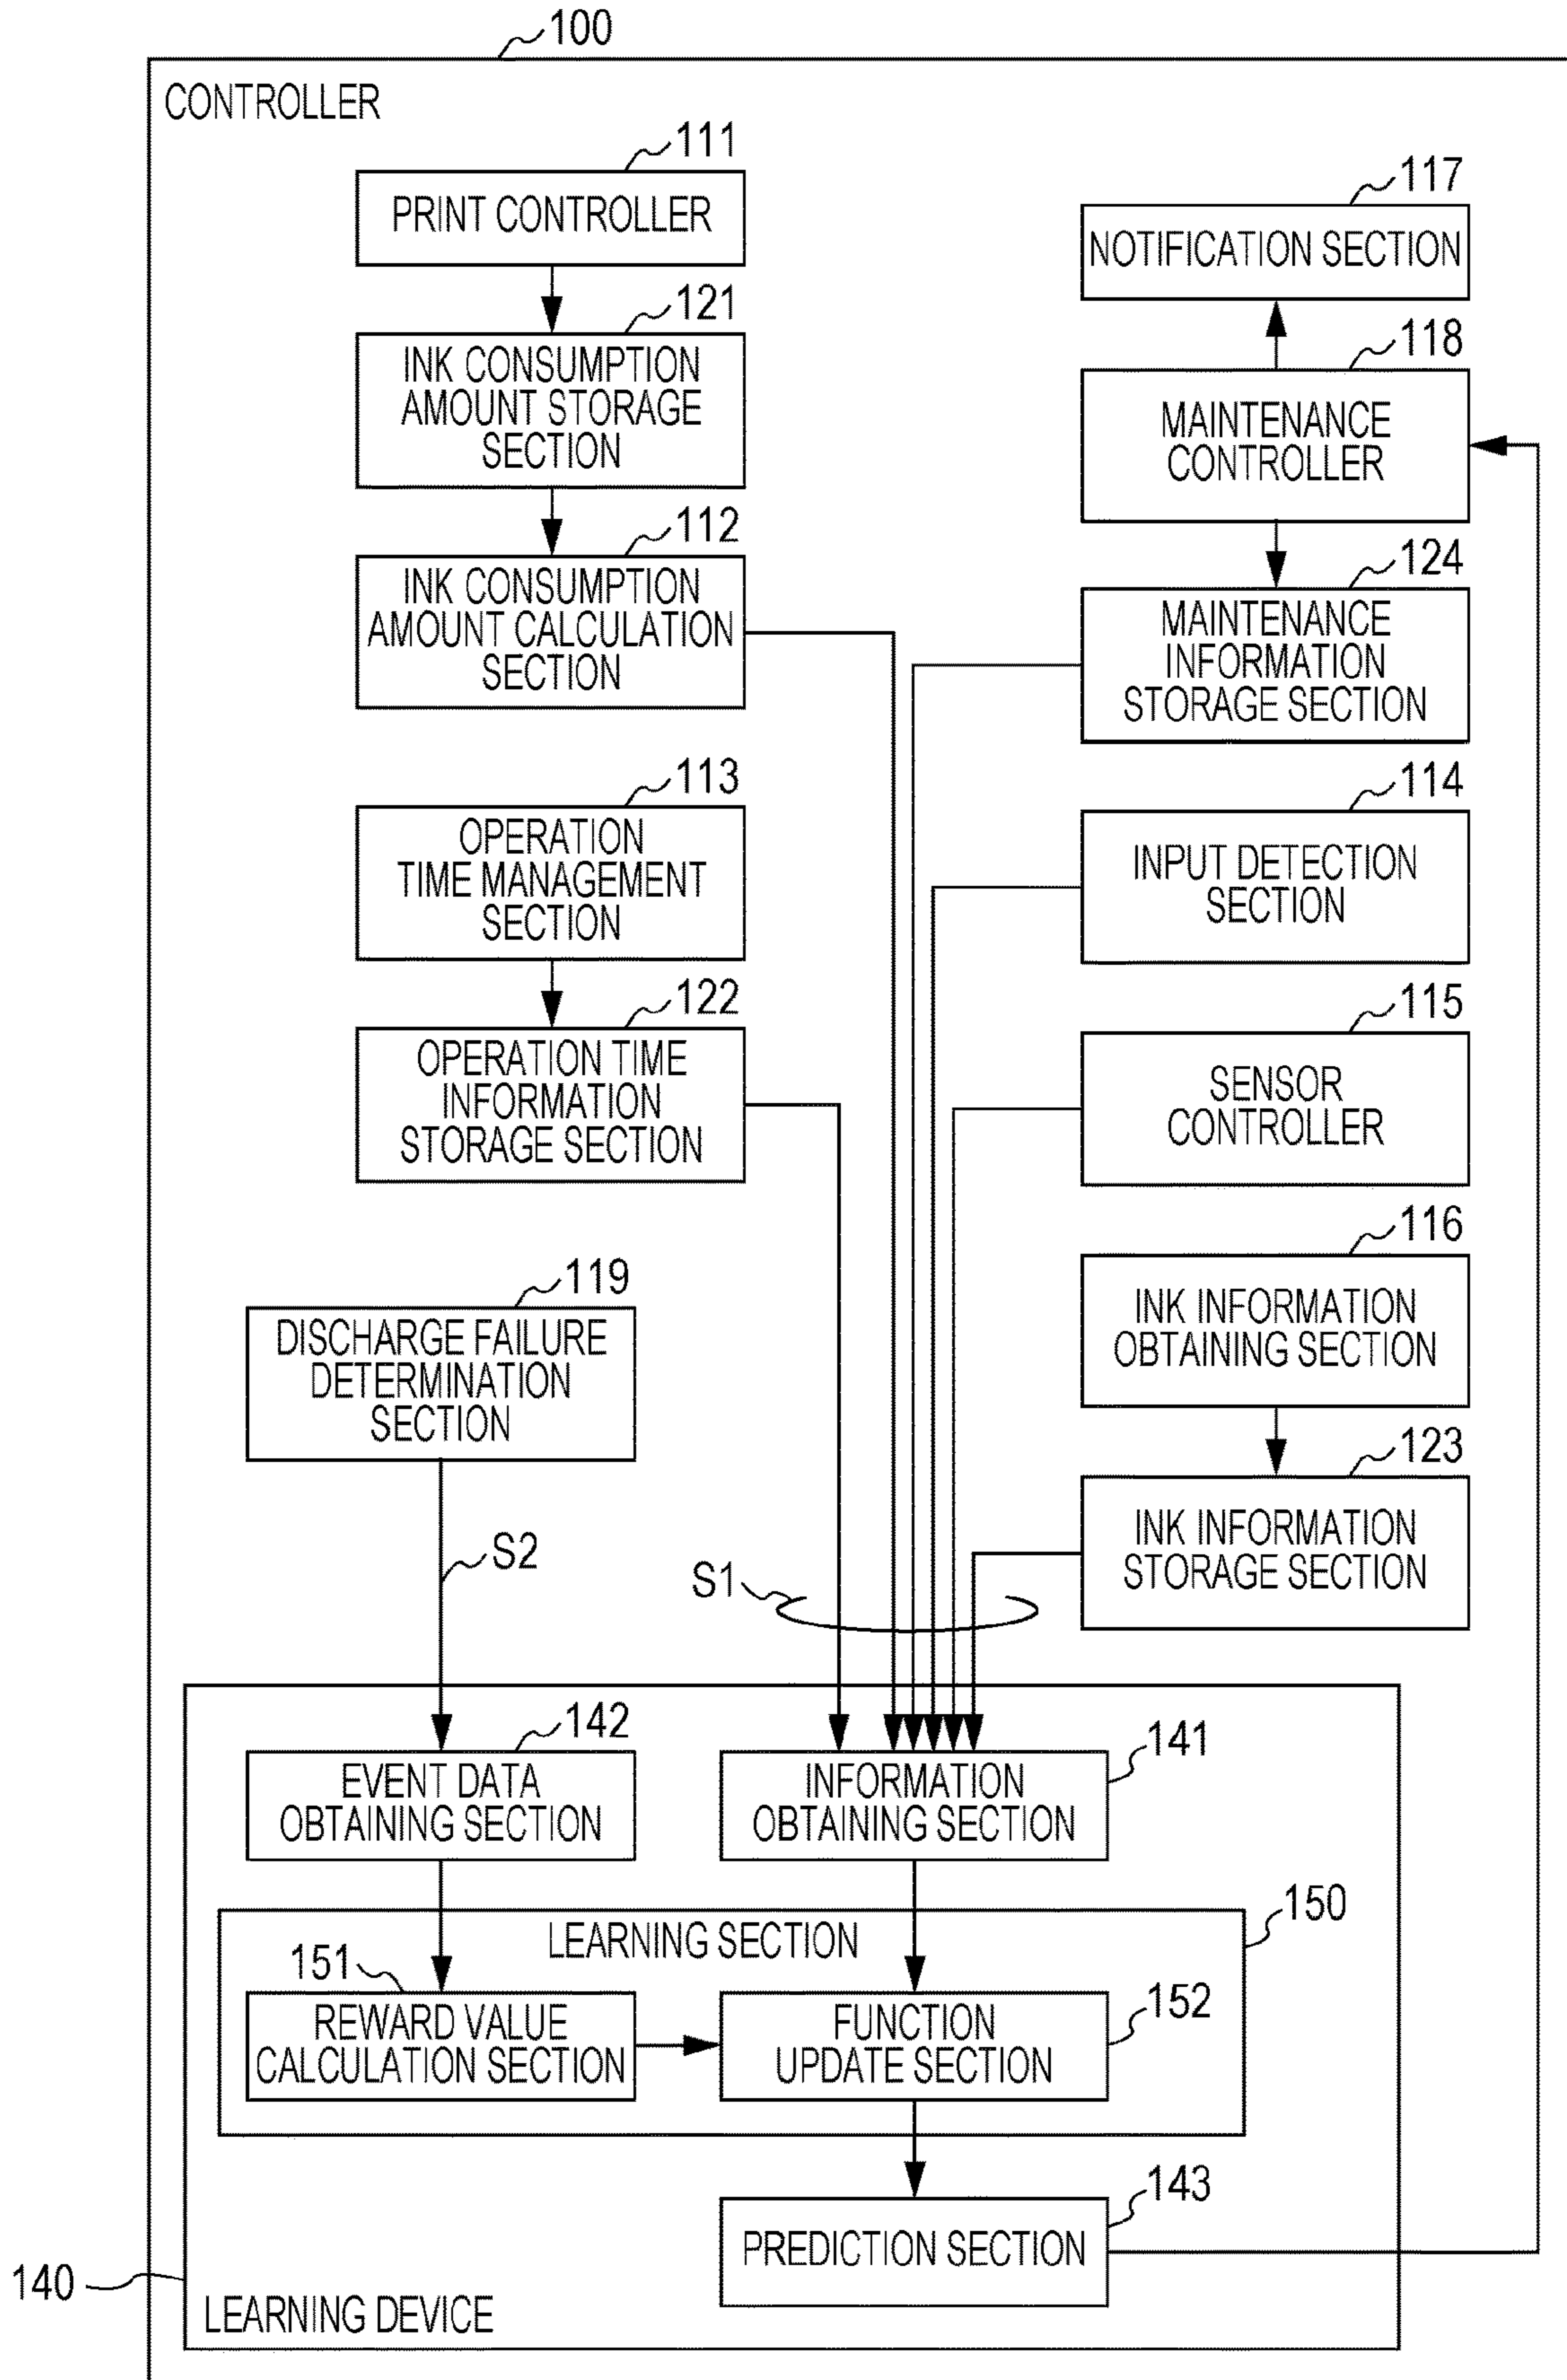 100
CONTROLLER
111
PRINT CONTROLLER
121
INK CONSUMPTION
AMOUNT STORAGE
SECTION
112
INK CONSUMPTION
AMOUNT CALCULATION
SECTION
113
OPERATION
TIME MANAGEMENT
SECTION
122
OPERATION TIME
INFORMATION
STORAGE SECTION
119
DISCHARGE FAILURE
DETERMINATION
SECTION
S2
117
NOTIFICATION SECTION
118
MAINTENANCE
CONTROLLER
124
MAINTENANCE
INFORMATION
STORAGE SECTION
114
INPUT DETECTION
SECTION
115
SENSOR
CONTROLLER
116
INK INFORMATION
OBTAINING SECTION
123
INK INFORMATION
STORAGE SECTION
S1
142
EVENT DATA
OBTAINING SECTION
141
INFORMATION
OBTAINING SECTION
150
LEARNING SECTION
151
REWARD VALUE
CALCULATION SECTION
152
FUNCTION
UPDATE SECTION
143
PREDICTION SECTION
140
LEARNING DEVICE